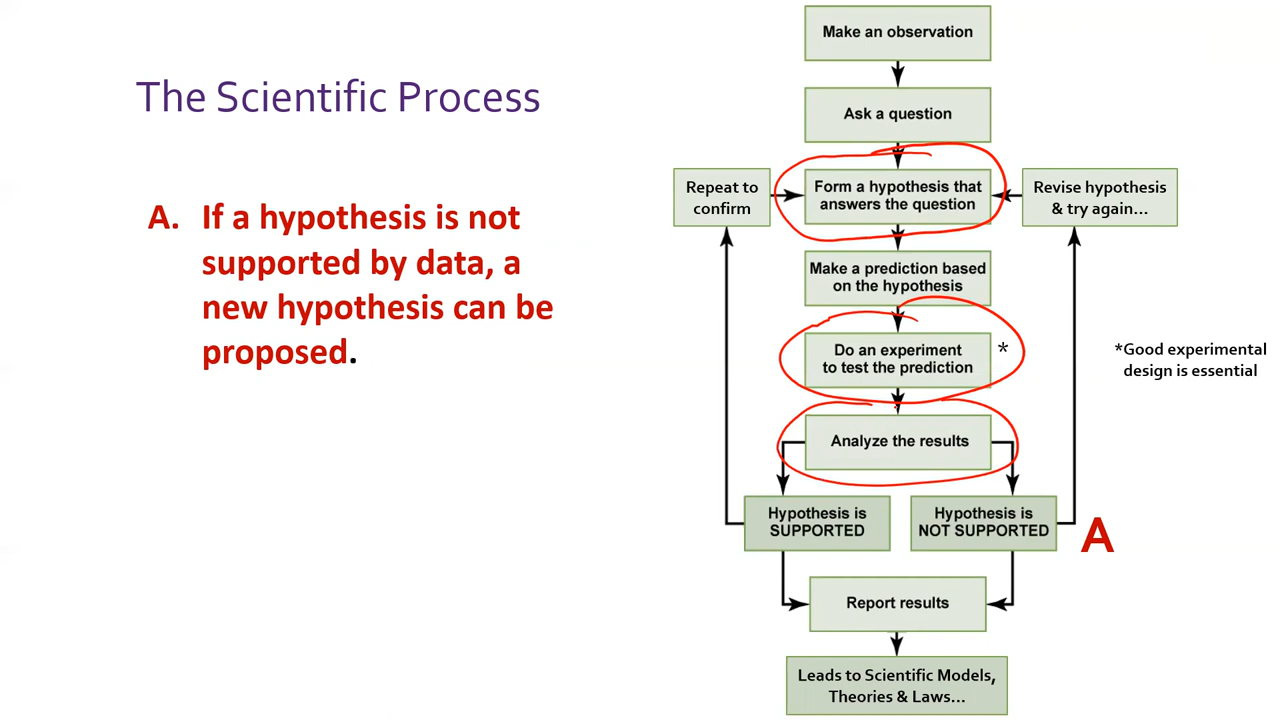 The Scientific Process
A. If a hypothesis is not
supported by data, a
new hypothesis can be
proposed.
Make an observation
Ask a question
Repeat to
confirm
Form a hypothesis that
answers the question
Revise hypothesis
& try again...
Make a prediction based
on the hypothesis
Do an experiment
to test the prediction
*
*Good experimental
design is essential
Analyze the results
Hypothesis is
SUPPORTED
Hypothesis is
NOT SUPPORTED
A
Report results
Leads to Scientific Models,
Theories & Laws...